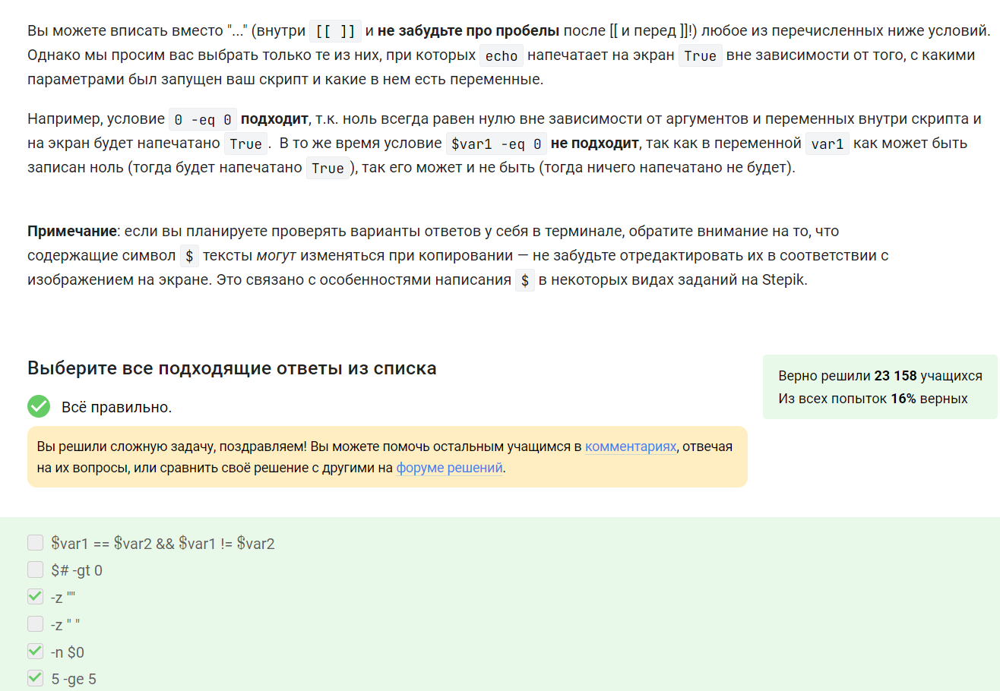 Вы можете вписать вместо "..." (внутри [[ ]] и не забудьте про пробелы после [[ и перед ]]!) любое из перечисленных ниже условий.
Однако мы просим вас выбрать только те из них, при которых echo напечатает на экран True вне зависимости от того, с какими
параметрами был запущен ваш скрипт и какие в нем есть переменные.
Например, условие 0 -eq 0 подходит, т.к. ноль всегда равен нулю вне зависимости от аргументов и переменных внутри скрипта и
на экран будет напечатано True. В то же время условие $var1 -eq 0 не подходит, так как в переменной var1 как может быть
записан ноль (тогда будет напечатано True), так его может и не быть (тогда ничего напечатано не будет).
Примечание: если вы планируете проверять варианты ответов у себя в терминале, обратите внимание на то, что
содержащие символ $ тексты могут изменяться при копировании — не забудьте отредактировать их в соответствии с
изображением на экране. Это связано с особенностями написания $ в некоторых видах заданий на Stepik.
Выберите все подходящие ответы из списка
Верно решили 23 158 учащихся
Из всех попыток 16% верных
Всё правильно.
Вы решили сложную задачу, поздравляем! Вы можете помочь остальным учащимся в комментариях, отвечая
на их вопросы, или сравнить своё решение с другими на форуме решений.
$var1 == $var2 && $var1 != $var2
$# -gt 0
-z ""
-z " "
-n $0
5 -ge 5